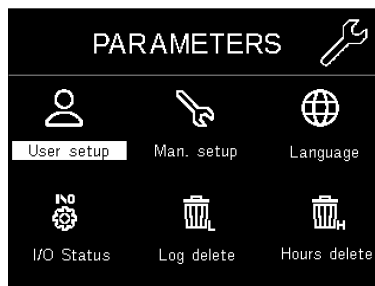 PARAMETERS
User setup
Man. setup
Language
I/O
I/O Status
L
Log delete
H
Hours delete